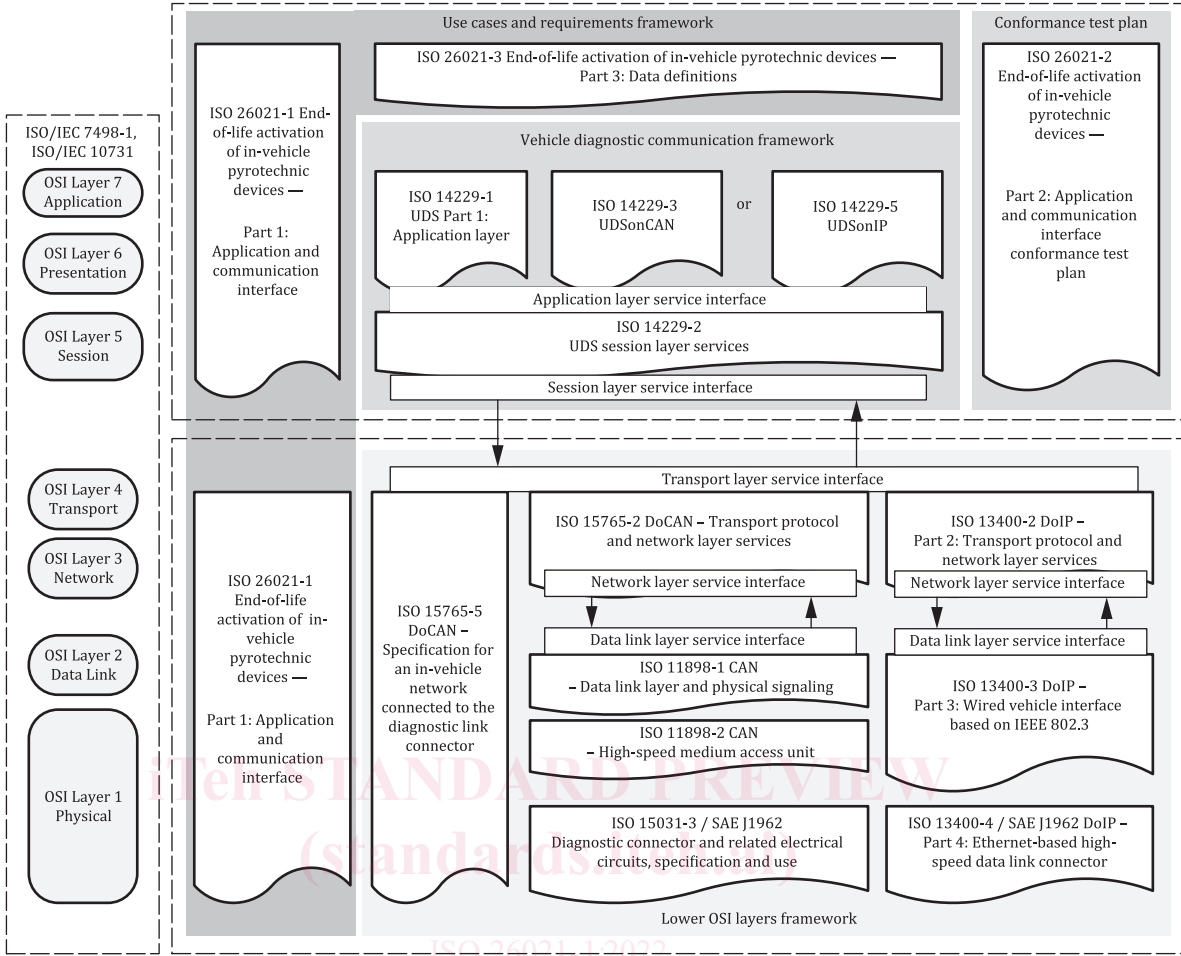 Use cases and requirements framework
Conformance test plan
ISO 26021-3 End-of-life activation of in-vehicle pyrotechnic devices —
Part 3: Data definitions
ISO 26021-2
End-of-life activation
of in-vehicle
pyrotechnic
devices —
Part 2: Application
and communication
interface
conformance test
plan
ISO 26021-1 End-
of-life activation
of in-vehicle
pyrotechnic
devices —
Part 1:
Application and
communication
interface
ISO/IEC 7498-1,
ISO/IEC 10731
OSI Layer 7
Application
OSI Layer 6
Presentation
OSI Layer 5
Session
Vehicle diagnostic communication framework
ISO 14229-1
UDS Part 1:
Application layer
ISO 14229-3
UDSonCAN
or
ISO 14229-5
UDSonIP
Application layer service interface
ISO 14229-2
UDS session layer services
Session layer service interface
OSI Layer 4
Transport
OSI Layer 3
Network
OSI Layer 2
Data Link
OSI Layer 1
Physical
ISO 26021-1
End-of-life
activation of in-
vehicle
pyrotechnic
devices —
Part 1: Application
and
communication
interface
Transport layer service interface
ISO 15765-5
DoCAN –
Specification for
an in-vehicle
network
connected to the
diagnostic link
connector
ISO 15765-2 DoCAN – Transport protocol
and network layer services
Network layer service interface
Data link layer service interface
ISO 11898-1 CAN
– Data link layer and physical signaling
ISO 11898-2 CAN
– High-speed medium access unit
ISO 15031-3 / SAE J1962
Diagnostic connector and related electrical
circuits, specification and use
ISO 13400-2 DoIP –
Part 2: Transport protocol and
network layer services
Network layer service interface
Data link layer service interface
ISO 13400-3 DoIP –
Part 3: Wired vehicle interface
based on IEEE 802.3
ISO 13400-4 / SAE J1962 DoIP –
Part 4: Ethernet-based high-
speed data link connector
Lower OSI layers framework
iTeh STANDARD PREVIEW
(standards.iteh.ai)
ISO 26021-1:2022